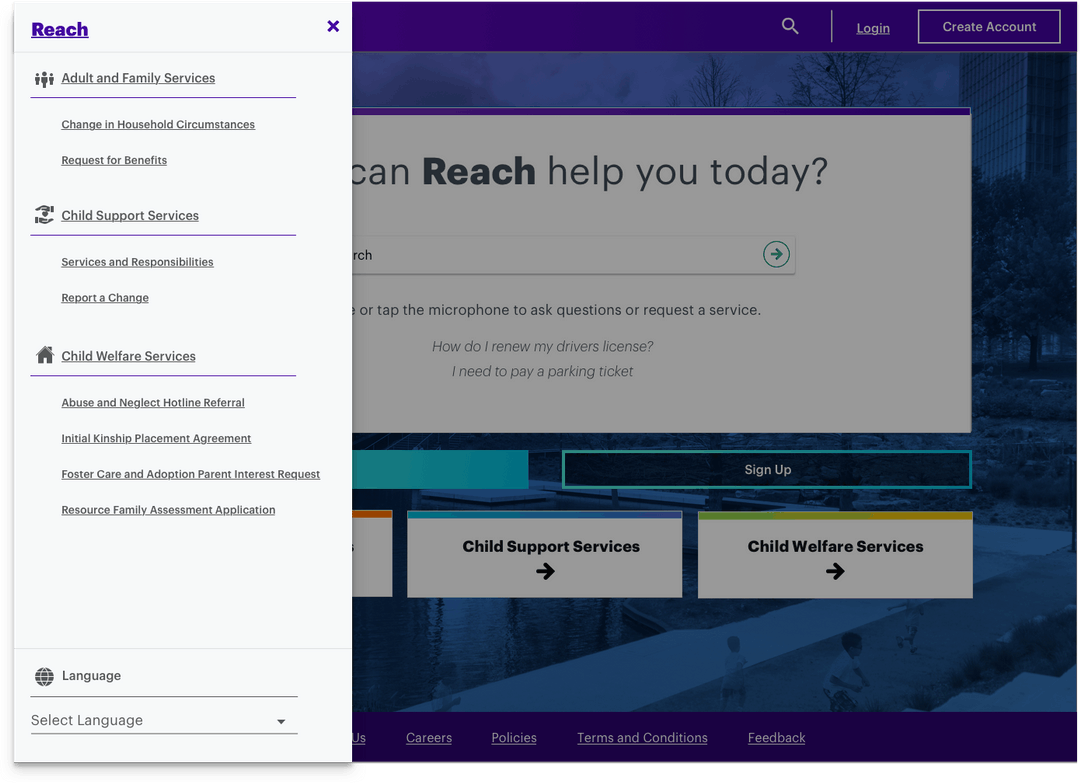 Reach
Login
Create Account
Adult and Family Services
Change in Household Circumstances
Request for Benefits
Child Support Services
Services and Responsibilities
Report a Change
Child Welfare Services
Abuse and Neglect Hotline Referral
Initial Kinship Placement Agreement
Foster Care and Adoption Parent Interest Request
Resource Family Assessment Application
Language
Select Language
can Reach help you today?
rch
or tap the microphone to ask questions or request a service.
How do I renew my drivers license?
I need to pay a parking ticket
Sign Up
Child Support Services
Child Welfare Services
Us
Careers
Policies
Terms and Conditions
Feedback